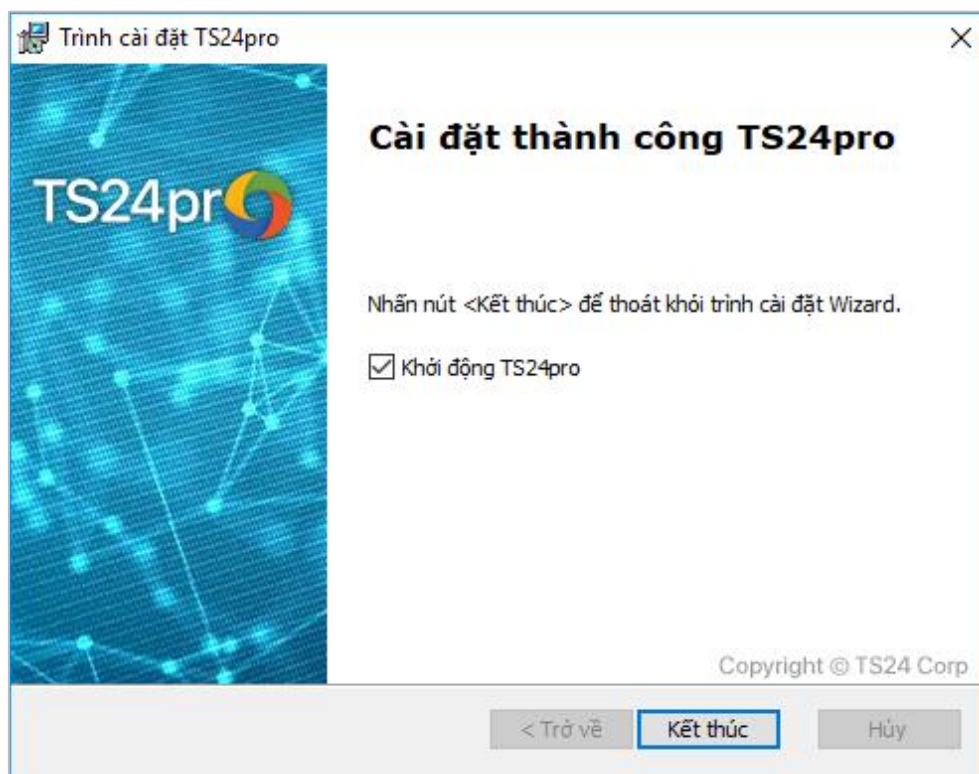 Trình cài đặt TS24pro
TS24pro
Cài đặt thành công TS24pro
Nhấn nút <Kết thúc> để thoát khỏi trình cài đặt Wizard.
Khởi động TS24pro
Copyright © TS24 Corp
< Trở về
Kết thúc
Hủy